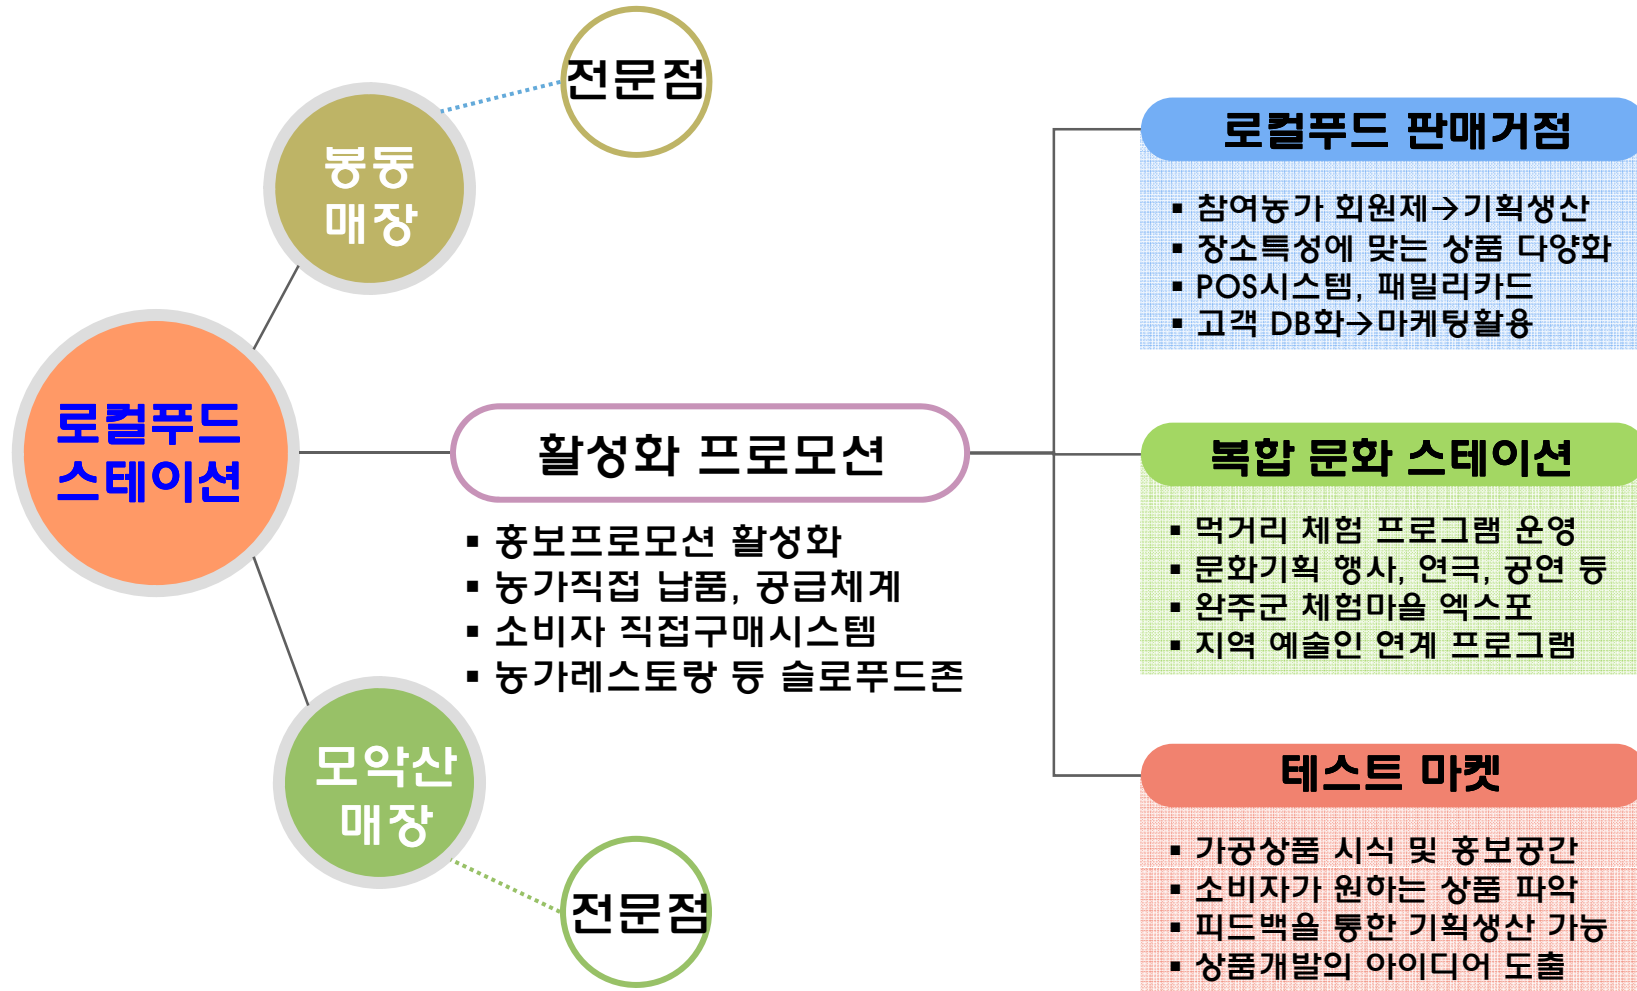 전문점
봉동
매장
로컬푸드
스테이션
활성화 프로모션
▪ 홍보프로모션 활성화
▪ 농가직접 납품, 공급체계
▪ 소비자 직접구매시스템
▪ 농가레스토랑 등 슬로푸드존
모악산
매장
전문점
로컬푸드 판매거점
▪ 참여농가 회원제→기획생산
▪ 장소특성에 맞는 상품 다양화
▪ POS시스템, 패밀리카드
▪ 고객 DB화→마케팅활용
복합 문화 스테이션
▪ 먹거리 체험 프로그램 운영
▪ 문화기획 행사, 연극, 공연 등
▪ 완주군 체험마을 엑스포
▪ 지역 예술인 연계 프로그램
테스트 마켓
▪ 가공상품 시식 및 홍보공간
▪ 소비자가 원하는 상품 파악
▪ 피드백을 통한 기획생산 가능
▪ 상품개발의 아이디어 도출